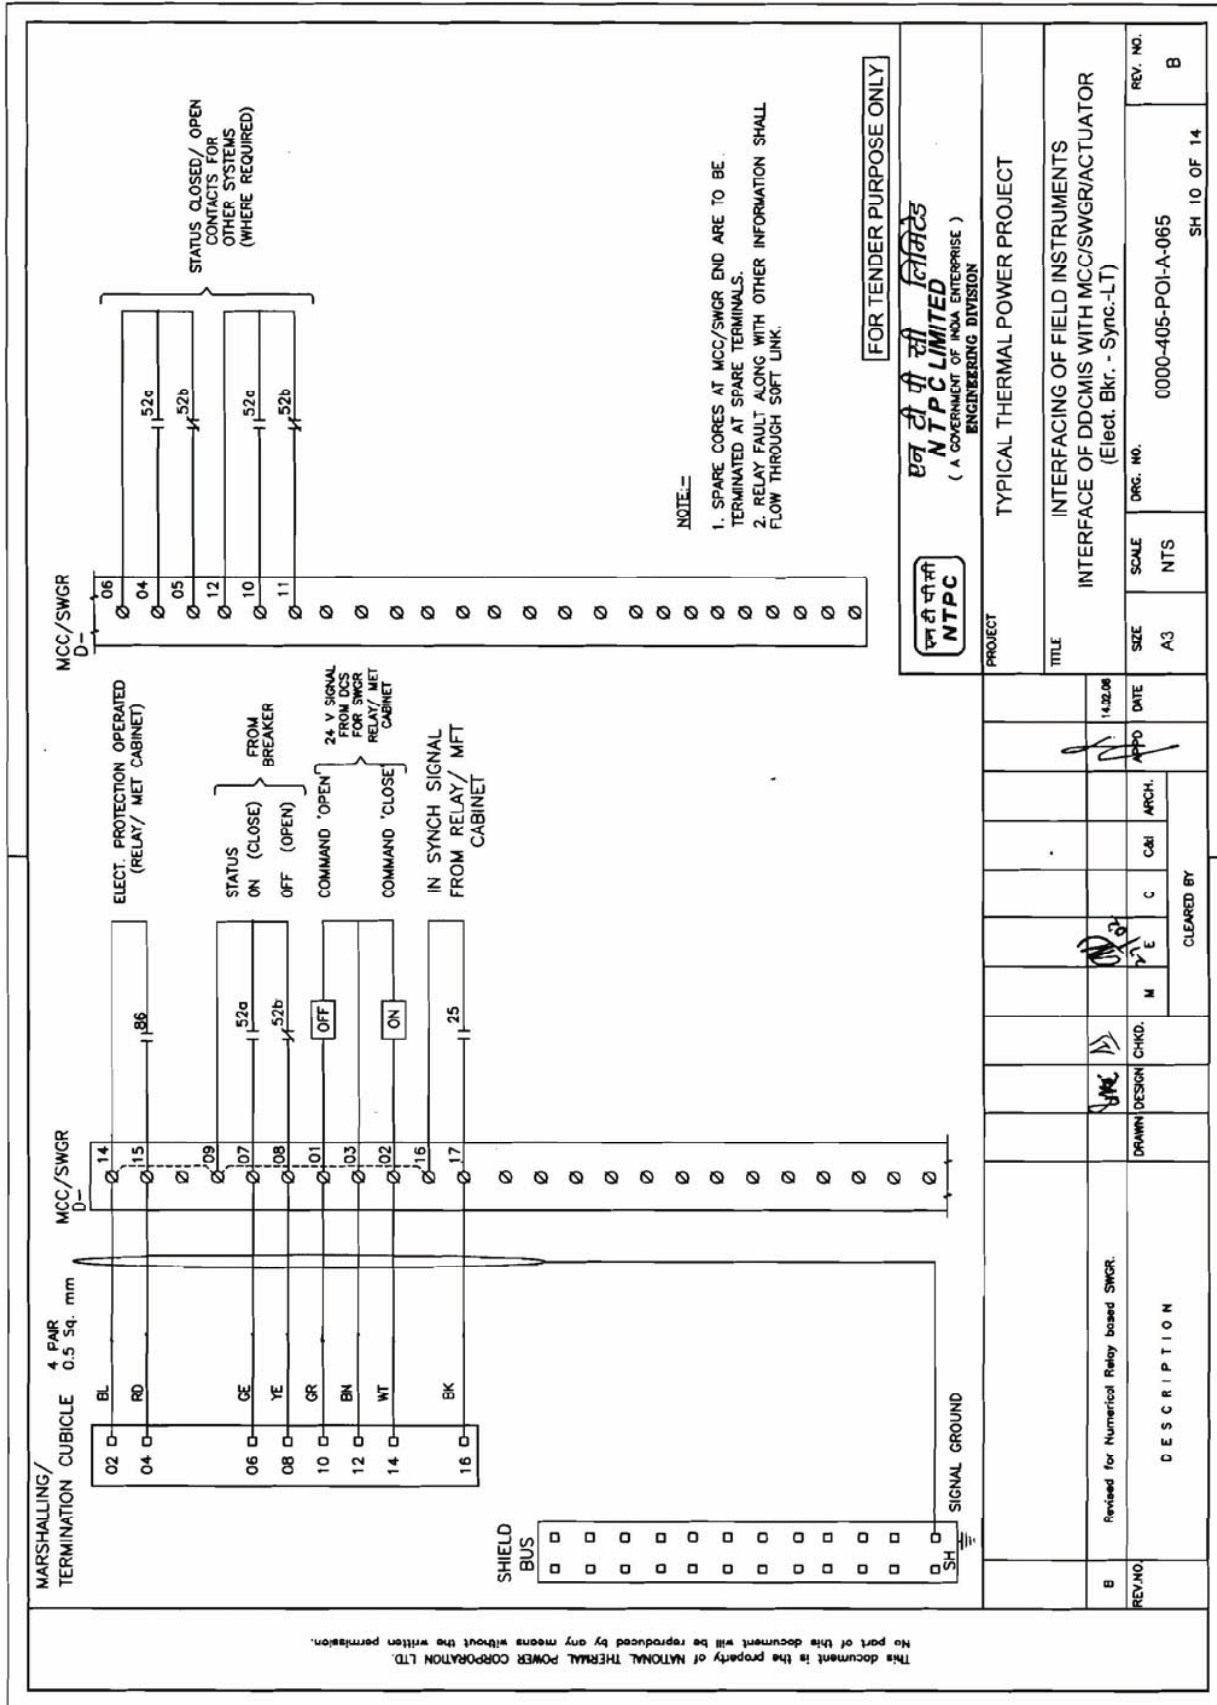 MARSHALLING/
TERMINATION CUBICLE
4 PAIR
0.5 Sq. mm
MCC/SWGR
D-
02
BL
14
04
RD
15
86
ELECT. PROTECTION OPERATED
(RELAY/ MET CABINET)
09
STATUS
06
GE
07
52a
ON (CLOSE)
08
YE
08
52b
OFF (OPEN)
FROM
BREAKER
10
GR
01
OFF
COMMAND 'OPEN'
12
BN
03
14
WT
02
ON
COMMAND 'CLOSE'
24 V SIGNAL
FROM DCS
FOR SWGR
RELAY/ MET
CABINET
16
16
BK
17
25
IN SYNCH SIGNAL
FROM RELAY/ MFT
CABINET
SHIELD
BUS
SH
SIGNAL GROUND
MCC/SWGR
D-
06
04
52a
05
52b
12
10
52a
11
52b
STATUS CLOSED/ OPEN
CONTACTS FOR
OTHER SYSTEMS
(WHERE REQUIRED)
NOTE:=
1. SPARE CORES AT MCC/SWGR END ARE TO BE
TERMINATED AT SPARE TERMINALS.
2. RELAY FAULT ALONG WITH OTHER INFORMATION SHALL
FLOW THROUGH SOFT LINK.
FOR TENDER PURPOSE ONLY
एन टी पी सी
NTPC
एन टी पी सी लिमिटेड
NTPC LIMITED
( A GOVERNMENT OF INDIA ENTERPRISE )
ENGINEERING DIVISION
PROJECT
TYPICAL THERMAL POWER PROJECT
TITLE
INTERFACING OF FIELD INSTRUMENTS
INTERFACE OF DDCMIS WITH MCC/SWGR/ACTUATOR
(Elect. Bkr. - Sync.-LT)
SIZE
A3
SCALE
NTS
DRG. NO.
0000-405-POI-A-065
SH 10 OF 14
REV. NO.
B
B
Revised for Numerical Relay based SWGR.
14.02.08
REV.NO.
DESCRIPTION
DRAWN
DESIGN
CHKD.
M
E
C
C&I
ARCH.
APPD
DATE
CLEARED BY
This document is the property of NATIONAL THERMAL POWER CORPORATION LTD.
No part of this document will be reproduced by any means without the written permission.